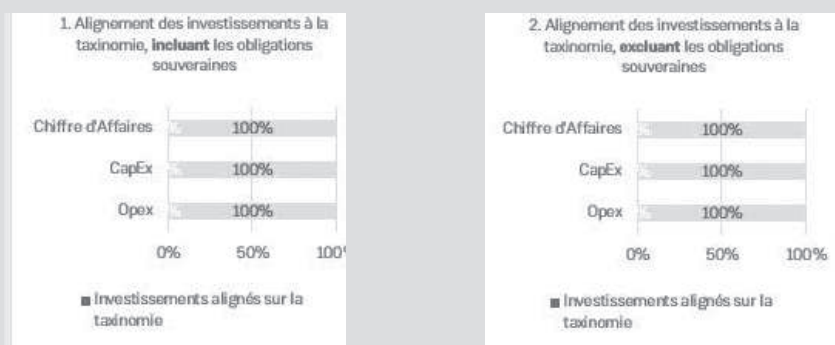 1. Alignement des investissements à la
taxinomie, incluant les obligations
souveraines
Chiffre d'Affaires
100%
CapEx
100%
Opex
100%
0% 50% 100
Investissements alignés sur la
taxinomie
2. Alignement des investissements à la
taxinomie, excluant les obligations
souveraines
Chiffre d'Affaires
100%
CapEx
100%
Opex
100%
0% 50% 100%
Investissements alignés sur la
taxinomie